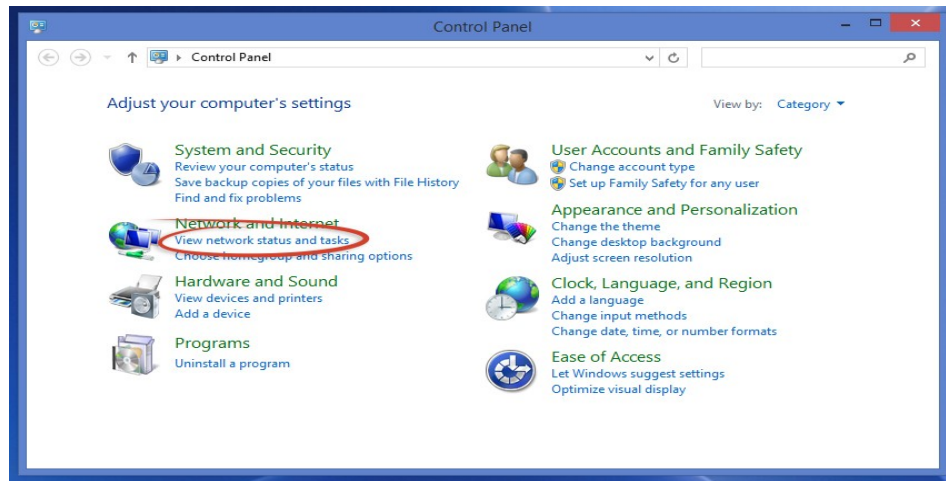 Control Panel
Control Panel
Adjust your computer's settings
View by: Category
System and Security
Review your computer's status
Save backup copies of your files with File History
Find and fix problems
Network and Internet
View network status and tasks
Choose homegroup and sharing options
Hardware and Sound
View devices and printers
Add a device
Programs
Uninstall a program
User Accounts and Family Safety
Change account type
Set up Family Safety for any user
Appearance and Personalization
Change the theme
Change desktop background
Adjust screen resolution
Clock, Language, and Region
Add a language
Change input methods
Change date, time, or number formats
Ease of Access
Let Windows suggest settings
Optimize visual display